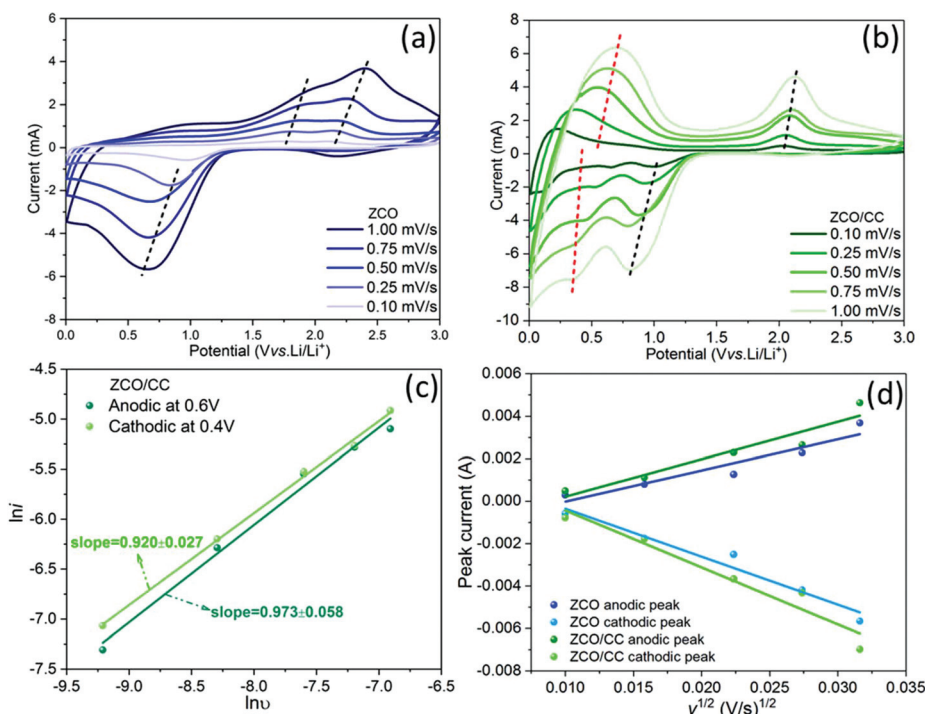 (a)
6
4
2
0
-2
-4
-6
-8
Current (mA)
ZCO
1.00 mV/s
0.75 mV/s
0.50 mV/s
0.25 mV/s
0.10 mV/s
0.0 0.5 1.0 1.5 2.0 2.5 3.0
Potential (Vvs.Li/Li⁺)
(b)
8
6
4
2
0
-2
-4
-6
-8
-10
Current (mA)
ZCO/CC
0.10 mV/s
0.25 mV/s
0.50 mV/s
0.75 mV/s
1.00 mV/s
0.0 0.5 1.0 1.5 2.0 2.5 3.0
Potential (Vvs.Li/Li⁺)
(c)
-4.5
-5.0
-5.5
-6.0
-6.5
-7.0
-7.5
lni
ZCO/CC
Anodic at 0.6V
Cathodic at 0.4V
slope=0.920±0.027
slope=0.973±0.058
-9.5 -9.0 -8.5 -8.0 -7.5 -7.0 -6.5
lnυ
(d)
0.006
0.004
0.002
0.000
-0.002
-0.004
-0.006
-0.008
Peak current (A)
ZCO anodic peak
ZCO cathodic peak
ZCO/CC anodic peak
ZCO/CC cathodic peak
0.010 0.015 0.020 0.025 0.030
v¹ᐟ² (V/s)¹ᐟ²